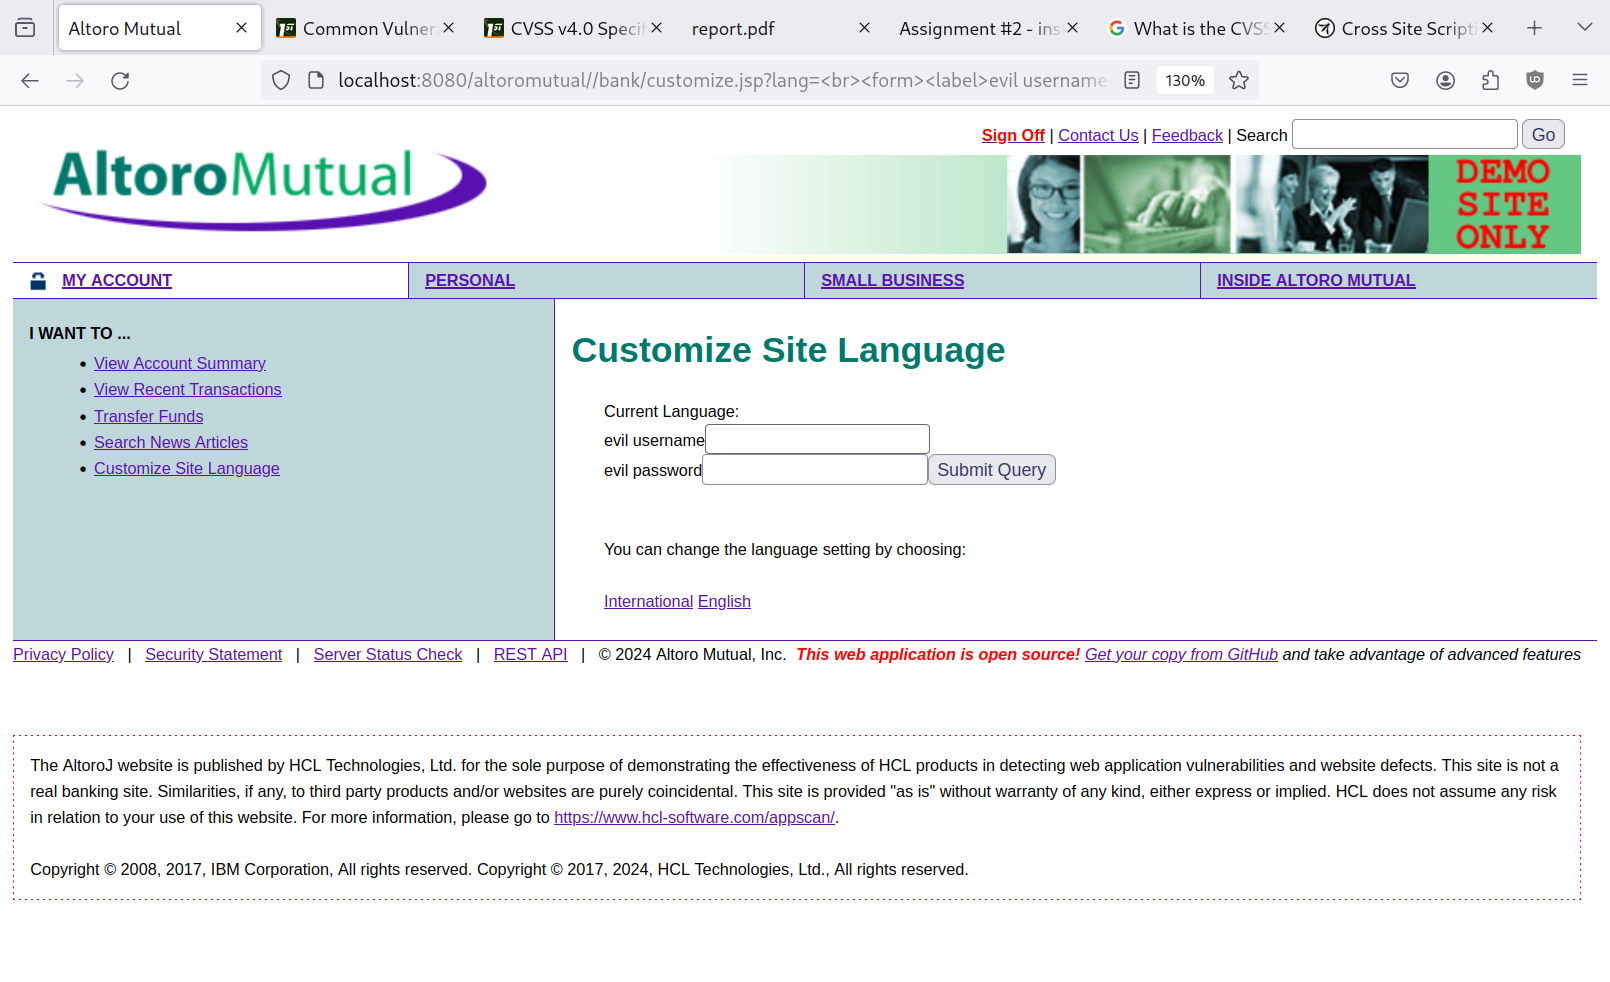 Altoro Mutual
Common Vulner
CVSS v4.0 Specif
report.pdf
Assignment #2 - ins
What is the CVSS
Cross Site Scripti
localhost:8080/altoromutual//bank/customize.jsp?lang=<br><form><label>evil username<
130%
Sign Off | Contact Us | Feedback | Search
Go
AltoroMutual
DEMO
SITE
ONLY
MY ACCOUNT
PERSONAL
SMALL BUSINESS
INSIDE ALTORO MUTUAL
I WANT TO ...
• View Account Summary
• View Recent Transactions
• Transfer Funds
• Search News Articles
• Customize Site Language
Customize Site Language
Current Language:
evil username
evil password
Submit Query
You can change the language setting by choosing:
International English
Privacy Policy | Security Statement | Server Status Check | REST API | © 2024 Altoro Mutual, Inc. This web application is open source! Get your copy from GitHub and take advantage of advanced features
The AltoroJ website is published by HCL Technologies, Ltd. for the sole purpose of demonstrating the effectiveness of HCL products in detecting web application vulnerabilities and website defects. This site is not a
real banking site. Similarities, if any, to third party products and/or websites are purely coincidental. This site is provided "as is" without warranty of any kind, either express or implied. HCL does not assume any risk
in relation to your use of this website. For more information, please go to https://www.hcl-software.com/appscan/.
Copyright © 2008, 2017, IBM Corporation, All rights reserved. Copyright © 2017, 2024, HCL Technologies, Ltd., All rights reserved.